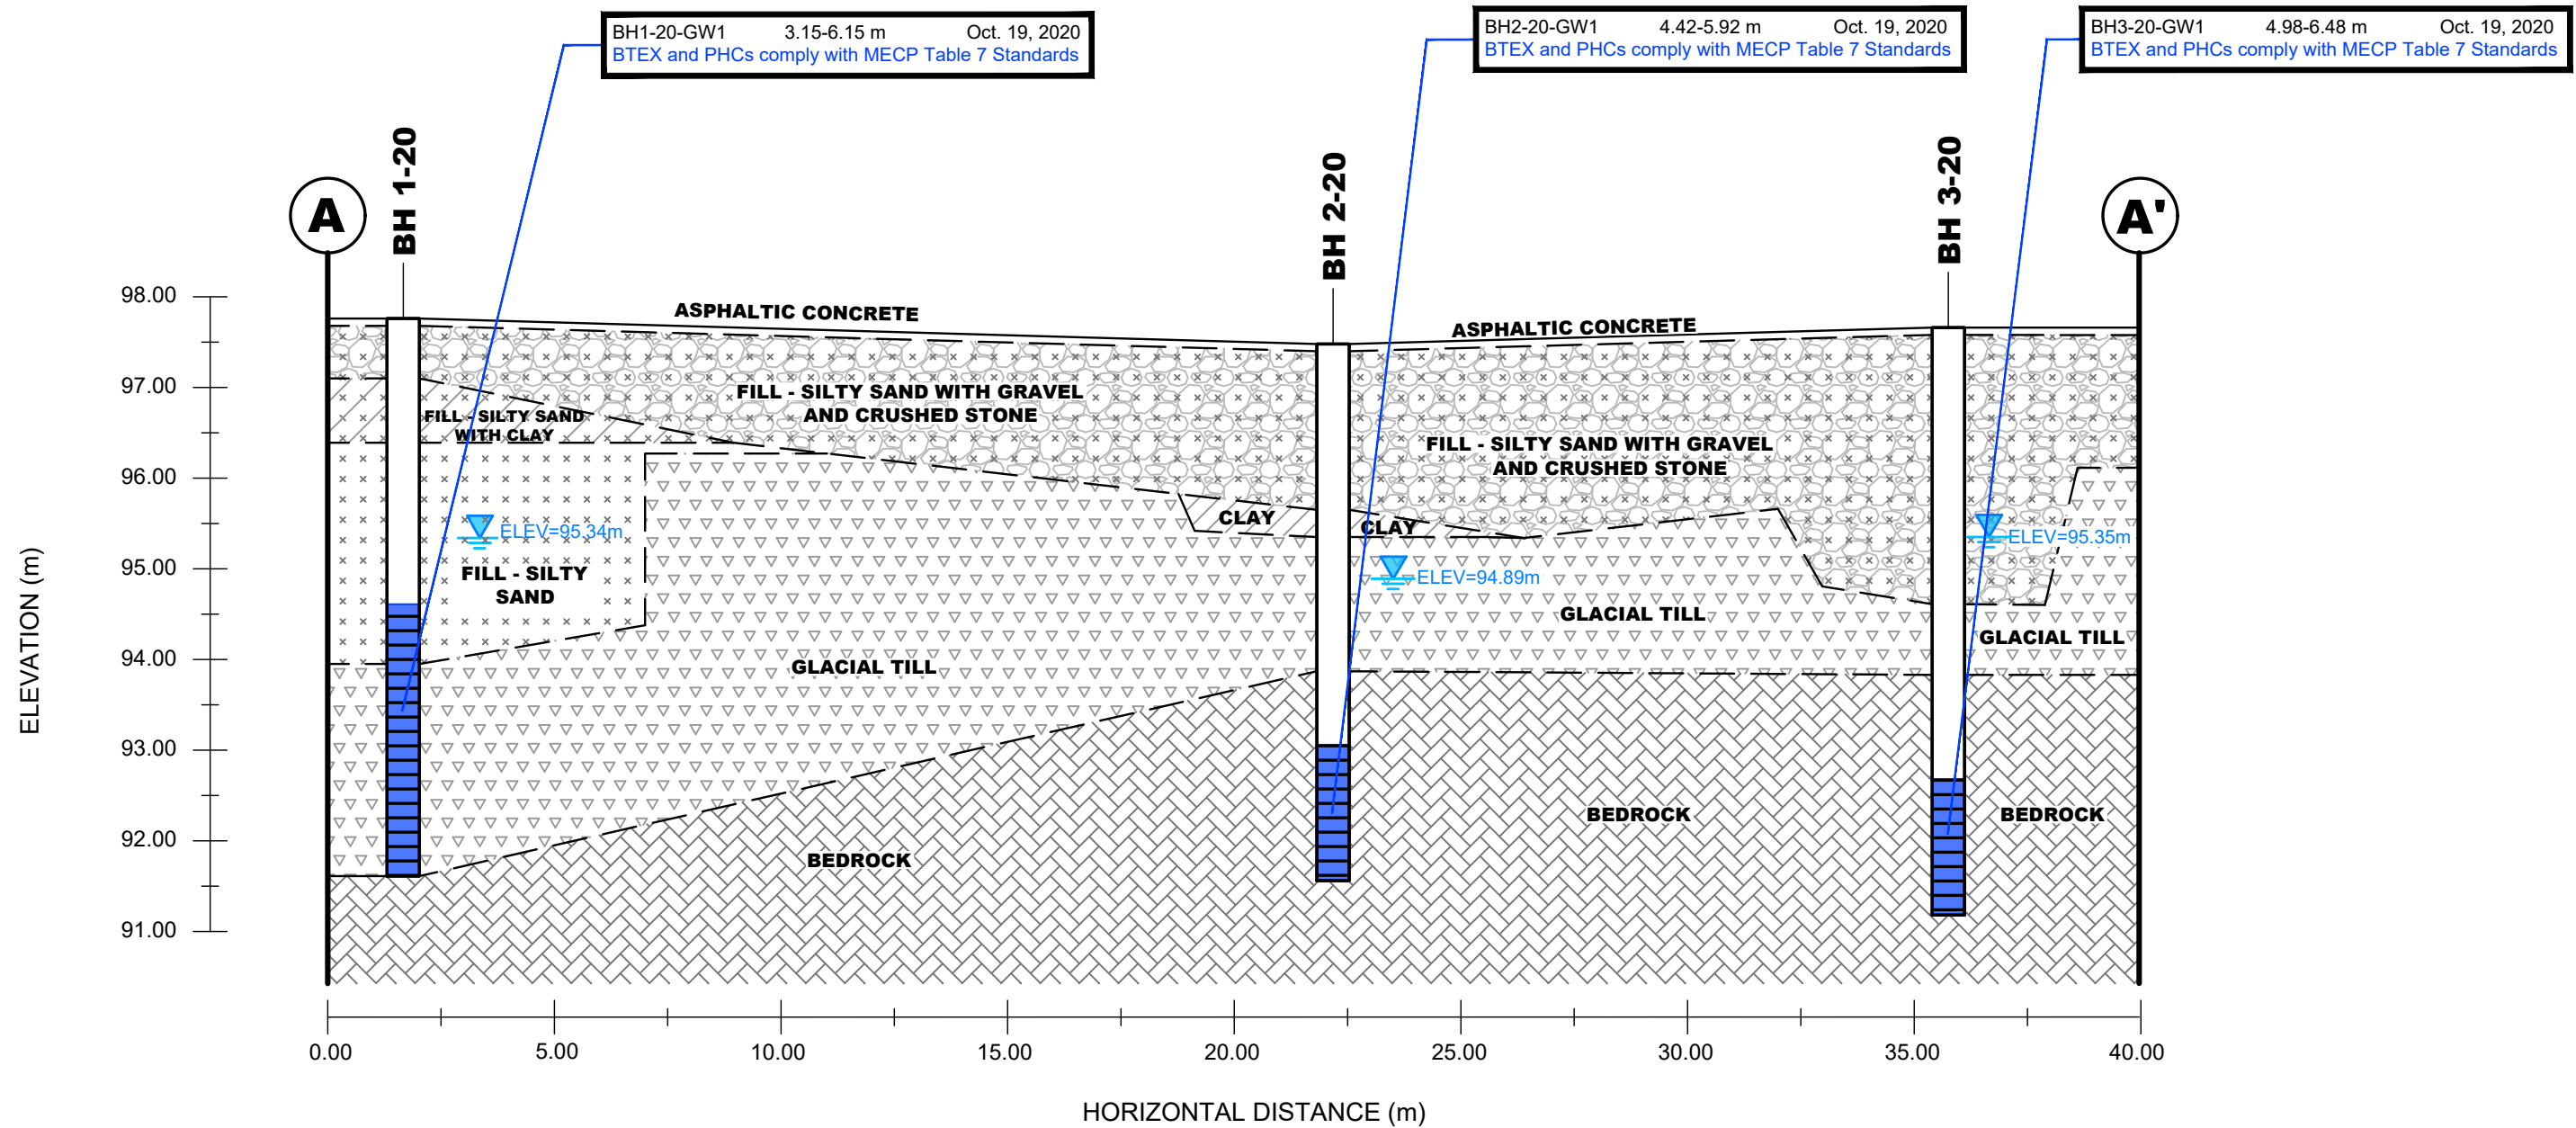 BH1-20-GW1 3.15-6.15 m Oct. 19, 2020
BTEX and PHCs comply with MECP Table 7 Standards
BH2-20-GW1 4.42-5.92 m Oct. 19, 2020
BTEX and PHCs comply with MECP Table 7 Standards
BH3-20-GW1 4.98-6.48 m Oct. 19, 2020
BTEX and PHCs comply with MECP Table 7 Standards
A
BH 1-20
BH 2-20
BH 3-20
A'
ELEVATION (m)
98.00
97.00
96.00
95.00
94.00
93.00
92.00
91.00
ASPHALTIC CONCRETE
ASPHALTIC CONCRETE
FILL - SILTY SAND WITH GRAVEL
AND CRUSHED STONE
FILL - SILTY SAND
WITH CLAY
FILL - SILTY SAND WITH GRAVEL
AND CRUSHED STONE
CLAY
CLAY
ELEV=95.34m
ELEV=95.35m
ELEV=94.89m
FILL - SILTY
SAND
GLACIAL TILL
GLACIAL TILL
GLACIAL TILL
BEDROCK
BEDROCK
BEDROCK
0.00
5.00
10.00
15.00
20.00
25.00
30.00
35.00
40.00
HORIZONTAL DISTANCE (m)